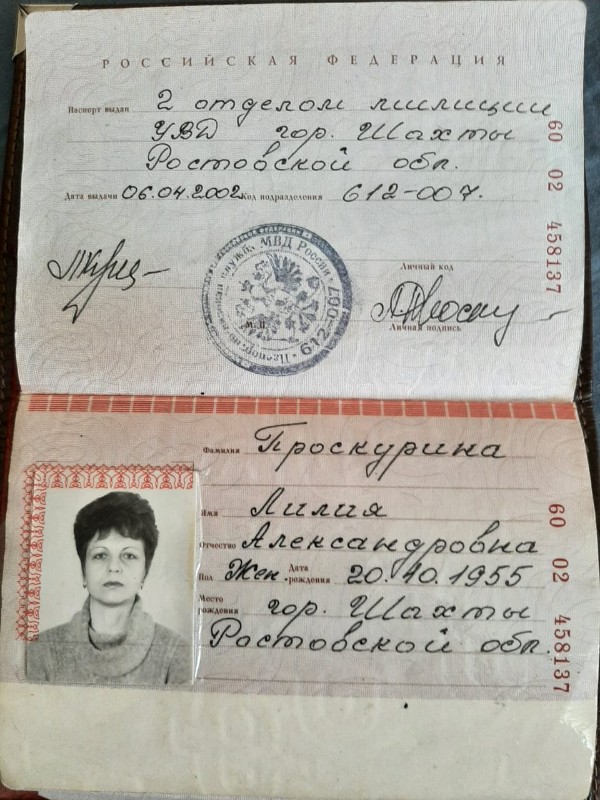 РОССИЙСКАЯ ФЕДЕРАЦИЯ
Паспорт выдан 2 отделом милиции
УВД гор. Шахты
Ростовской обл.
Дата выдачи 06.04.2002 Код подразделения 612-007.
60 02 458137
Личный код
Личная подпись
М.П.
МВД России
612-007
Фамилия Проскурина
Имя Лилия
Отчество Александровна
Пол Жен. Дата рождения 20.10.1955
Место рождения гор. Шахты
Ростовской обл.
60 02 458137